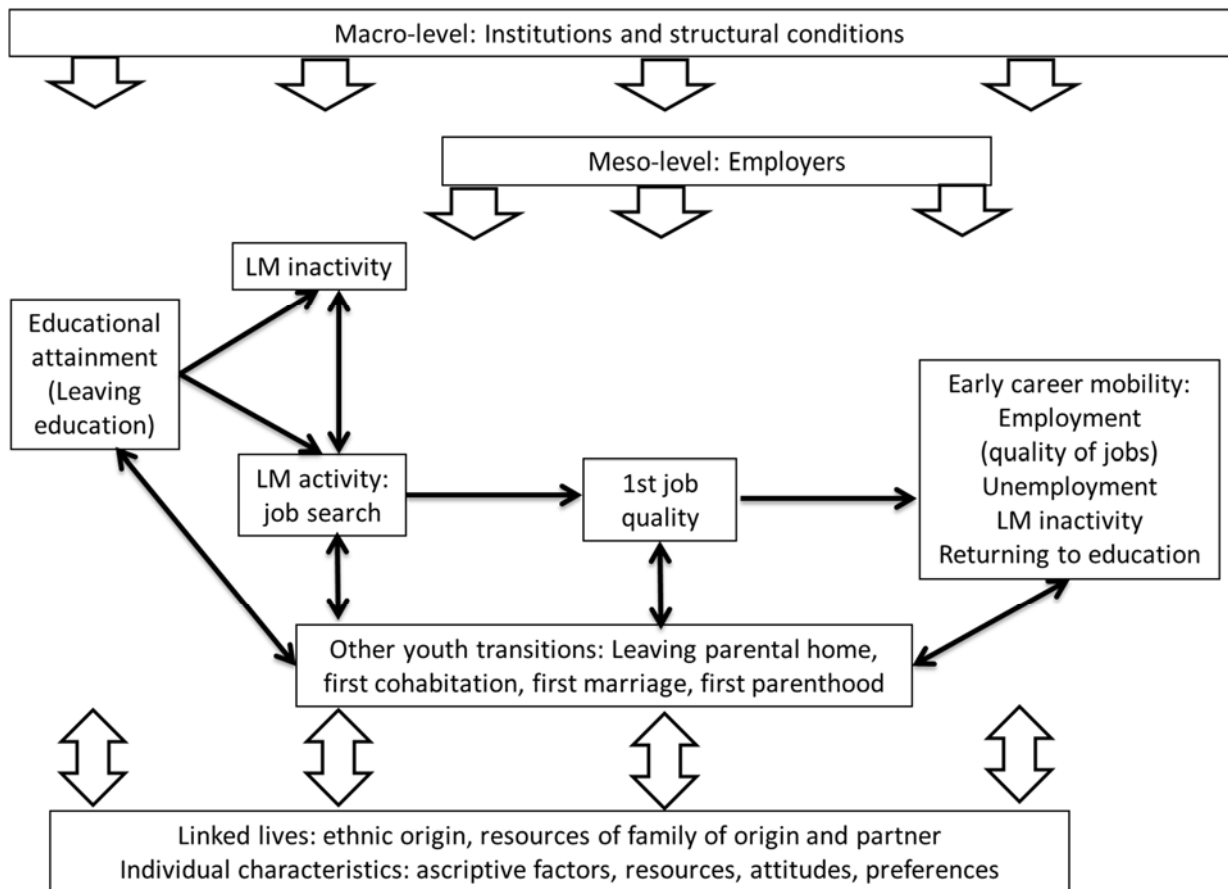 Macro-level: Institutions and structural conditions
Meso-level: Employers
LM inactivity
Educational
attainment
(Leaving
education)
LM activity:
job search
1st job
quality
Early career mobility:
Employment
(quality of jobs)
Unemployment
LM inactivity
Returning to education
Other youth transitions: Leaving parental home,
first cohabitation, first marriage, first parenthood
Linked lives: ethnic origin, resources of family of origin and partner
Individual characteristics: ascriptive factors, resources, attitudes, preferences